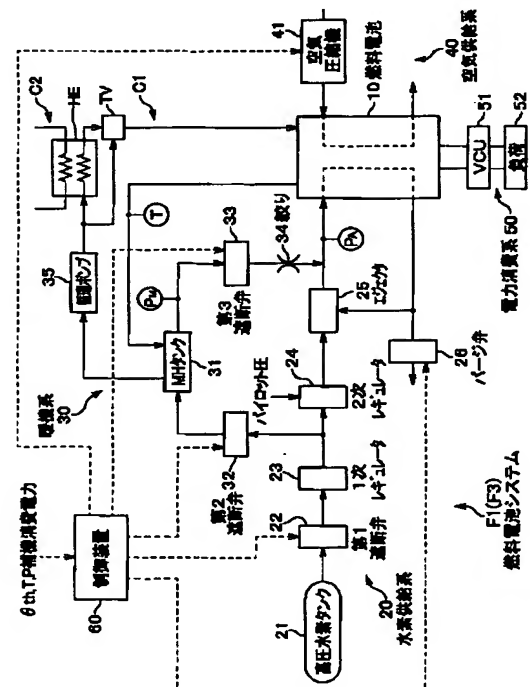 C2
HE
TV
C1
41
空気圧縮機
40
空気供給系
10 燃料電池
51
VCU
52
負荷
電力消費系
50
35
循環ポンプ
T
PM
33
第3遮断弁
34 絞り
PA
25 エジェクタ
26
パージ弁
暖機系
30
MHタンク
31
パイロット圧
24
2次レギュレータ
32
第2遮断弁
23
1次レギュレータ
22
第1遮断弁
θth,T,P補機消費電力
制御装置
60
21
高圧水素タンク
20
水素供給系
F1(F3)
燃料電池システム